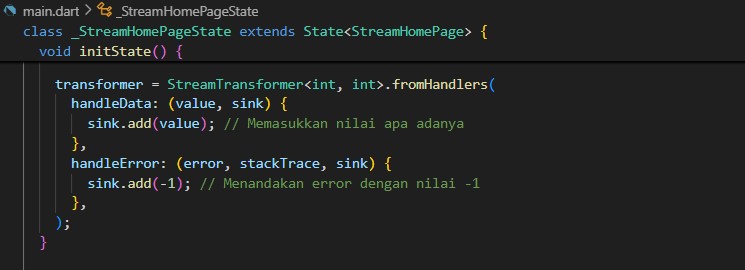 main.dart > _StreamHomePageState
class _StreamHomePageState extends State<StreamHomePage> {
void initState() {
transformer = StreamTransformer<int, int>.fromHandlers(
handleData: (value, sink) {
sink.add(value); // Memasukkan nilai apa adanya
},
handleError: (error, stackTrace, sink) {
sink.add(-1); // Menandakan error dengan nilai -1
},
);
}